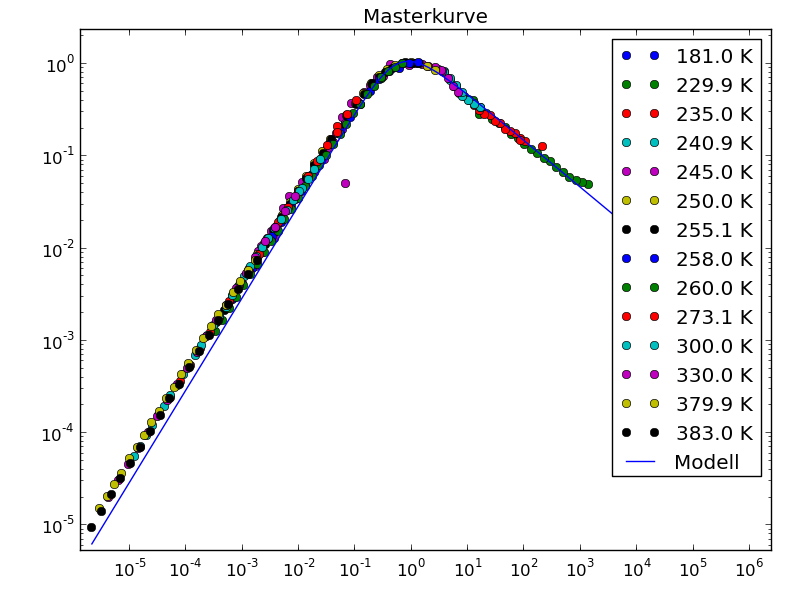 Masterkurve
10^0
10^-1
10^-2
10^-3
10^-4
10^-5
181.0 K
229.9 K
235.0 K
240.9 K
245.0 K
250.0 K
255.1 K
258.0 K
260.0 K
273.1 K
300.0 K
330.0 K
379.9 K
383.0 K
Modell
10^-5 10^-4 10^-3 10^-2 10^-1 10^0 10^1 10^2 10^3 10^4 10^5 10^6